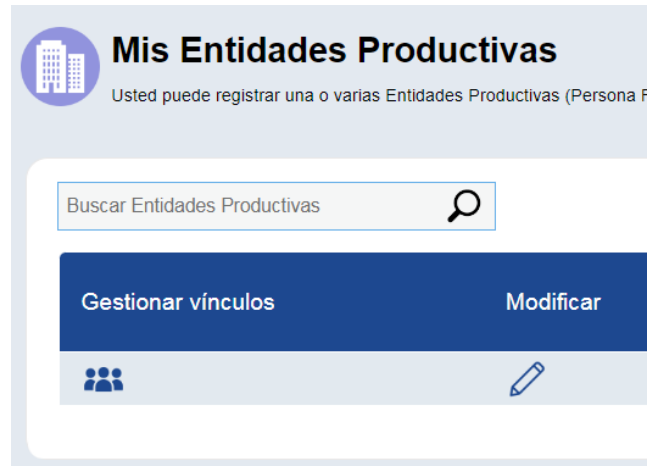 Mis Entidades Productivas
Usted puede registrar una o varias Entidades Productivas (Persona
Buscar Entidades Productivas
Gestionar vínculos Modificar